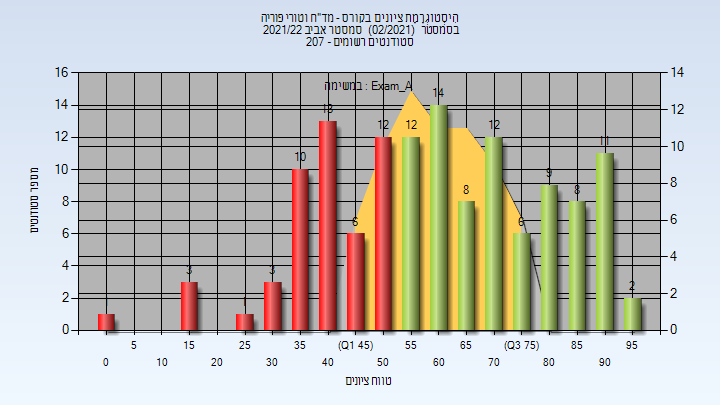 היסטוגרמת ציונים בקורס - מד"ח וטורי פוריה
בסמסטר (02/2021) סמסטר אביב 2021/22
סטודנטים רשומים - 207
במשימה : Exam_A
מספר סטודנטים
16 14 12 10 8 6 4 2 0
14 12 10 8 6 4 2 0
3 1 3 10 13 6 12 12 14 8 12 6 9 8 11 2
5 15 25 35 (Q1 45) 55 65 (Q3 75) 85 95
0 10 20 30 40 50 60 70 80 90
טווח ציונים